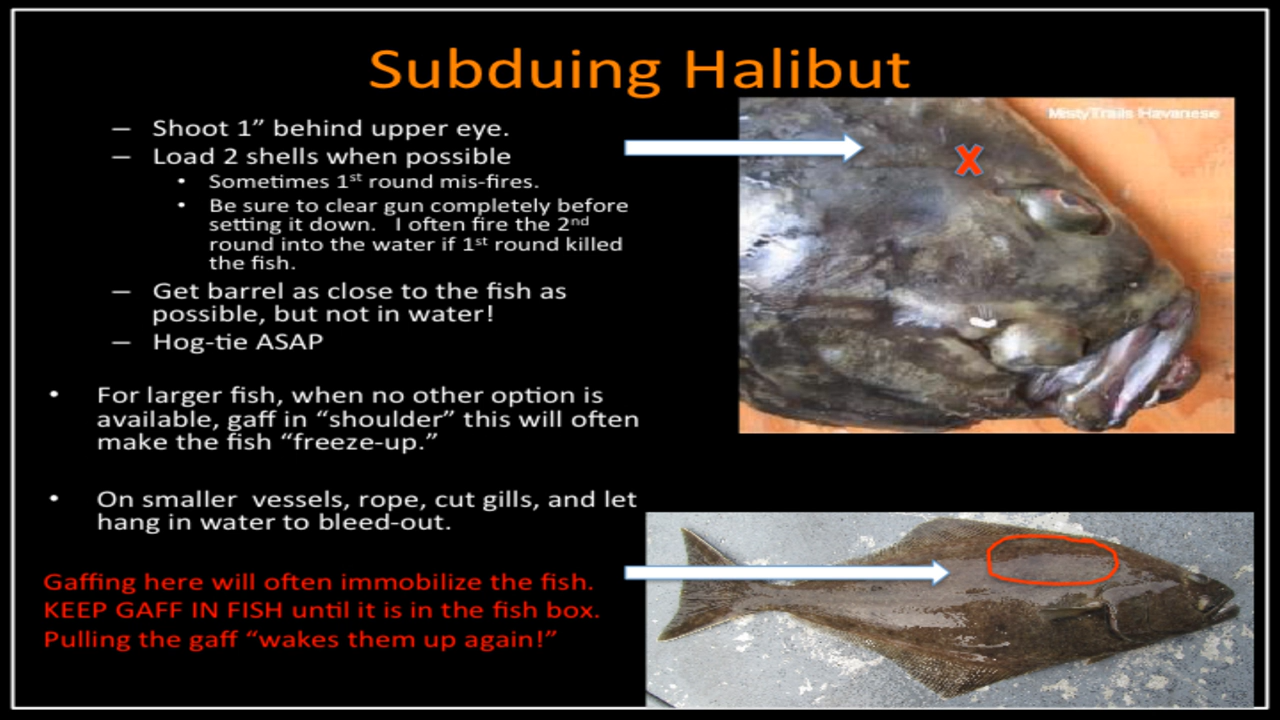 Subduing Halibut
MistyTrails Havanese
– Shoot 1” behind upper eye.
– Load 2 shells when possible
• Sometimes 1st round mis-fires.
• Be sure to clear gun completely before
setting it down. I often fire the 2nd
round into the water if 1st round killed
the fish.
– Get barrel as close to the fish as
possible, but not in water!
– Hog-tie ASAP
X
• For larger fish, when no other option is
available, gaff in “shoulder” this will often
make the fish “freeze-up.”
• On smaller vessels, rope, cut gills, and let
hang in water to bleed-out.
Gaffing here will often immobilize the fish.
KEEP GAFF IN FISH until it is in the fish box.
Pulling the gaff “wakes them up again!”